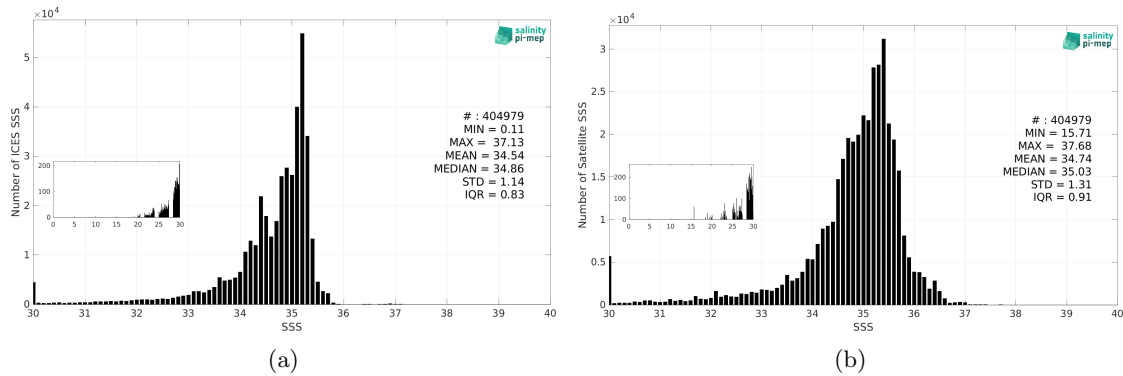 ×10⁴
salinity
pi-mep
# : 404979
MIN = 0.11
MAX = 37.13
MEAN = 34.54
MEDIAN = 34.86
STD = 1.14
IQR = 0.83
Number of ICES SSS
5
4
3
2
1
0
200
100
0
0 5 10 15 20 25 30
30 31 32 33 34 35 36 37 38 39 40
SSS
(a)
×10⁴
salinity
pi-mep
# : 404979
MIN = 15.71
MAX = 37.68
MEAN = 34.74
MEDIAN = 35.03
STD = 1.31
IQR = 0.91
Number of Satellite SSS
3
2.5
2
1.5
1
0.5
0
200
100
0
0 5 10 15 20 25 30
30 31 32 33 34 35 36 37 38 39 40
SSS
(b)